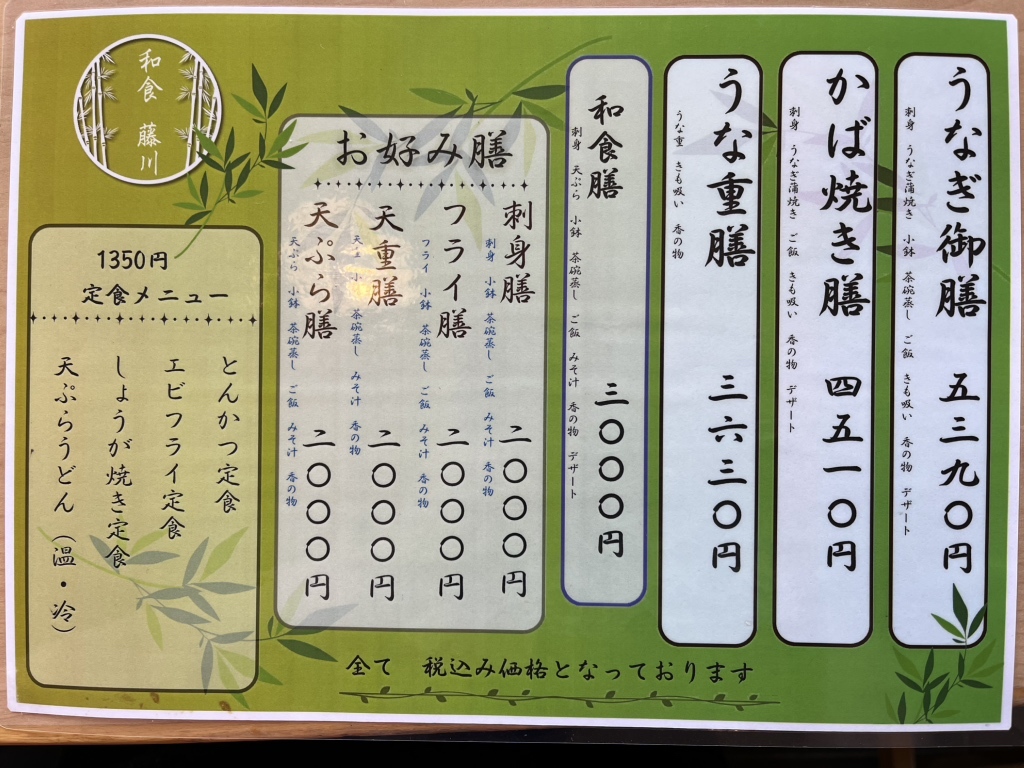 うなぎ御膳 五三九〇円
刺身 うなぎ蒲焼き 小鉢 茶碗蒸し ご飯 きも吸い 香の物 デザート
かば焼き膳 四五一〇円
刺身 うなぎ蒲焼き ご飯 きも吸い 香の物 デザート
うな重膳 三六三〇円
うな重 きも吸い 香の物
和食膳 三〇〇〇円
刺身 天ぷら 小鉢 茶碗蒸し ご飯 みそ汁 香の物 デザート
お好み膳
刺身膳 二〇〇〇円
刺身 小鉢 茶碗蒸し ご飯 みそ汁 香の物
フライ膳 二〇〇〇円
フライ 小鉢 茶碗蒸し ご飯 みそ汁 香の物
天重膳 二〇〇〇円
茶碗蒸し みそ汁 香の物
天ぷら膳 二〇〇〇円
天ぷら 小鉢 茶碗蒸し ご飯 みそ汁 香の物
和食 藤川
1350円
定食メニュー
とんかつ定食
エビフライ定食
しょうが焼き定食
天ぷらうどん（温・冷）
全て 税込み価格となっております